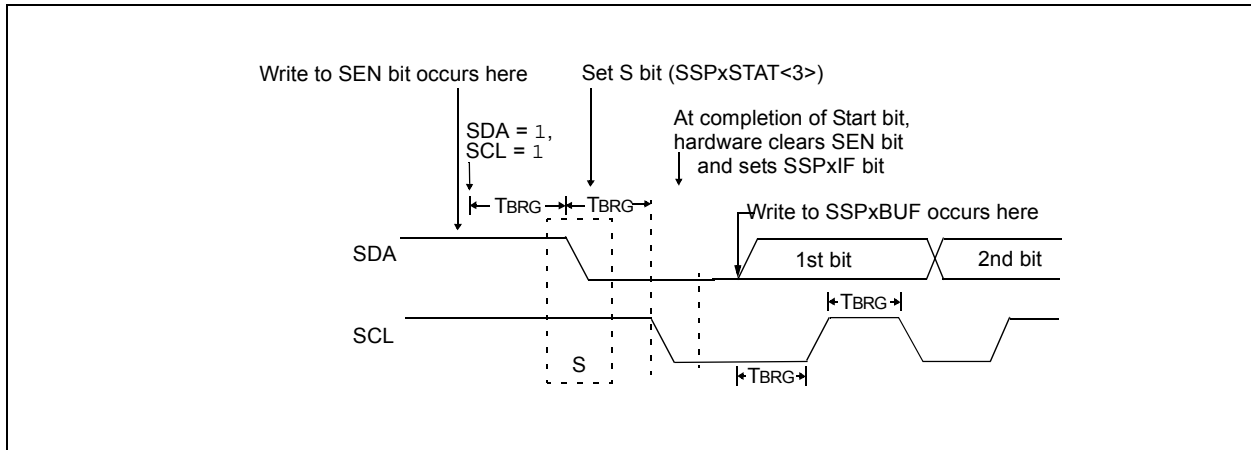 Write to SEN bit occurs here
Set S bit (SSPxSTAT<3>)
SDA = 1,
SCL = 1
At completion of Start bit,
hardware clears SEN bit
and sets SSPxIF bit
TBRG
TBRG
Write to SSPxBUF occurs here
SDA
1st bit
2nd bit
TBRG
SCL
S
TBRG